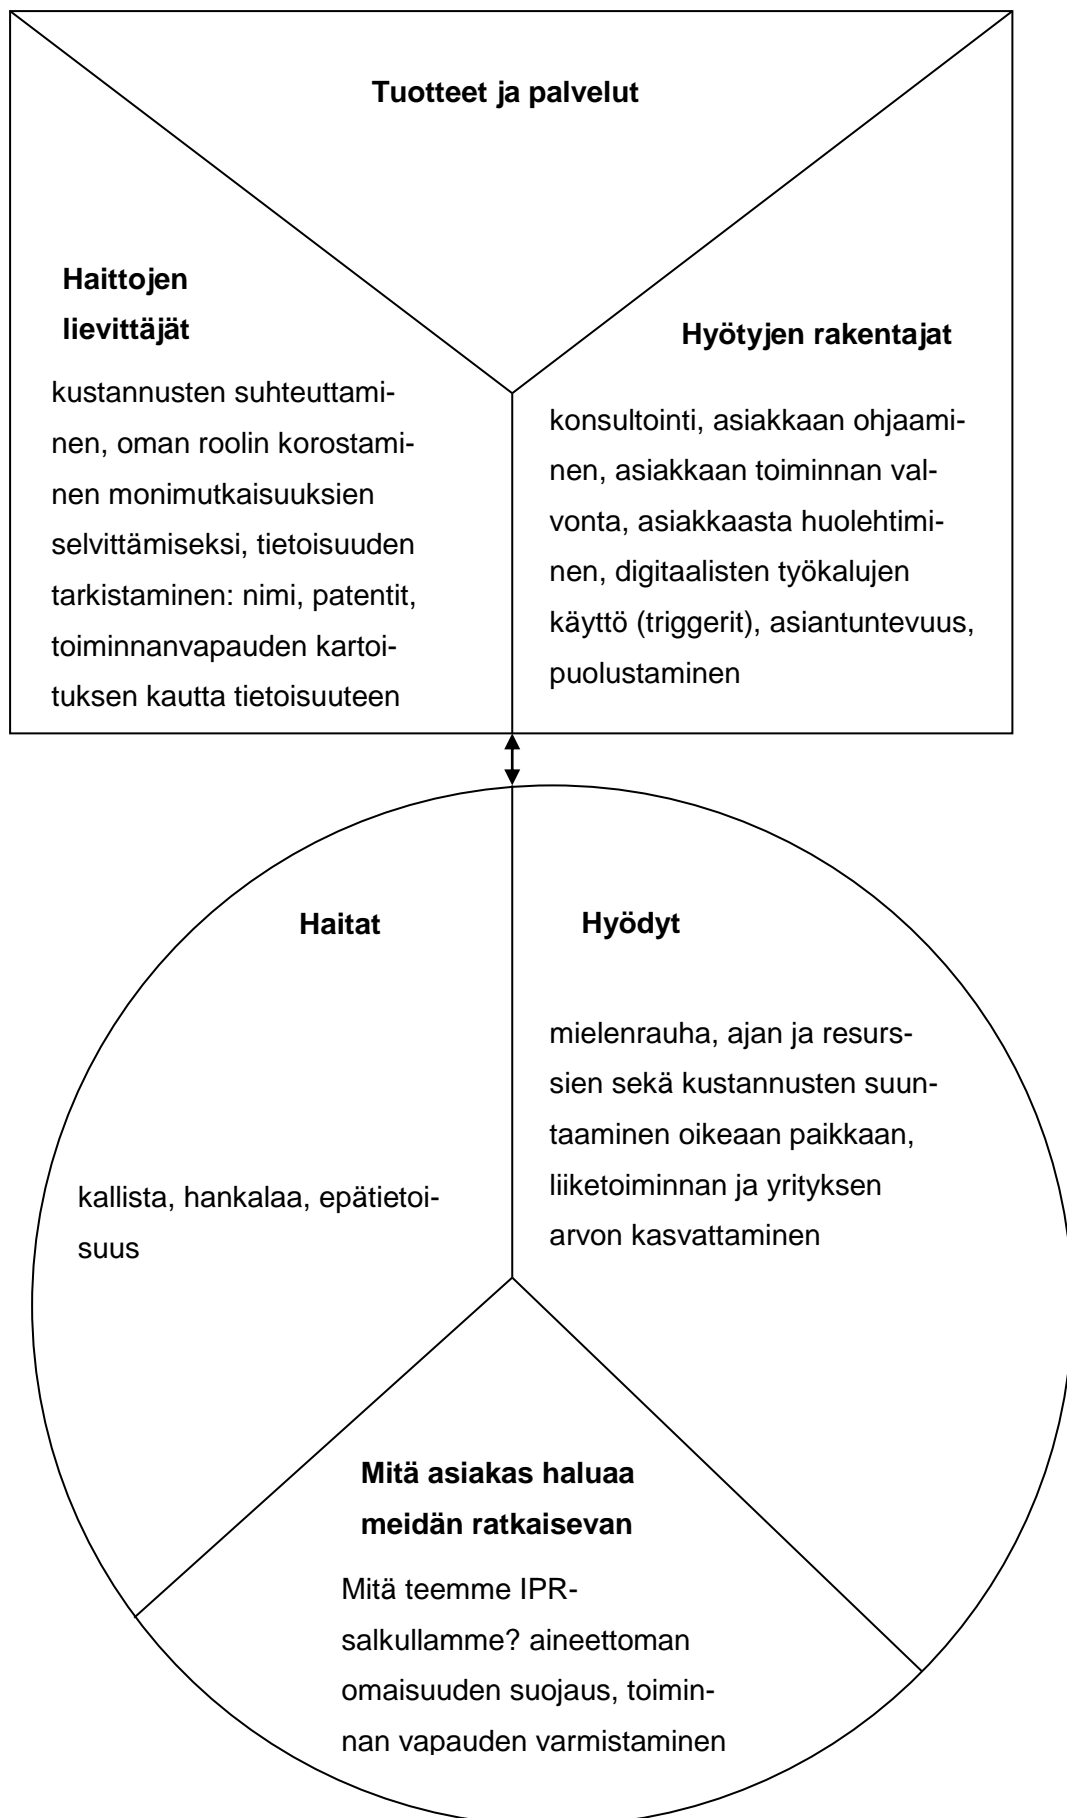 Tuotteet ja palvelut
Haittojen
lievittäjät
kustannusten suhteuttami-
nen, oman roolin korostami-
nen monimutkaisuuksien
selvittämiseksi, tietoisuuden
tarkistaminen: nimi, patentit,
toiminnanvapauden kartoi-
tuksen kautta tietoisuuteen
Hyötyjen rakentajat
konsultointi, asiakkaan ohjaami-
nen, asiakkaan toiminnan val-
vonta, asiakkaasta huolehtimi-
nen, digitaalisten työkalujen
käyttö (triggerit), asiantuntevuus,
puolustaminen
Haitat
kallista, hankalaa, epätietoi-
suus
Hyödyt
mielenrauha, ajan ja resurs-
sien sekä kustannusten suun-
taaminen oikeaan paikkaan,
liiketoiminnan ja yrityksen
arvon kasvattaminen
Mitä asiakas haluaa
meidän ratkaisevan
Mitä teemme IPR-
salkullamme? aineettoman
omaisuuden suojaus, toimin-
nan vapauden varmistaminen